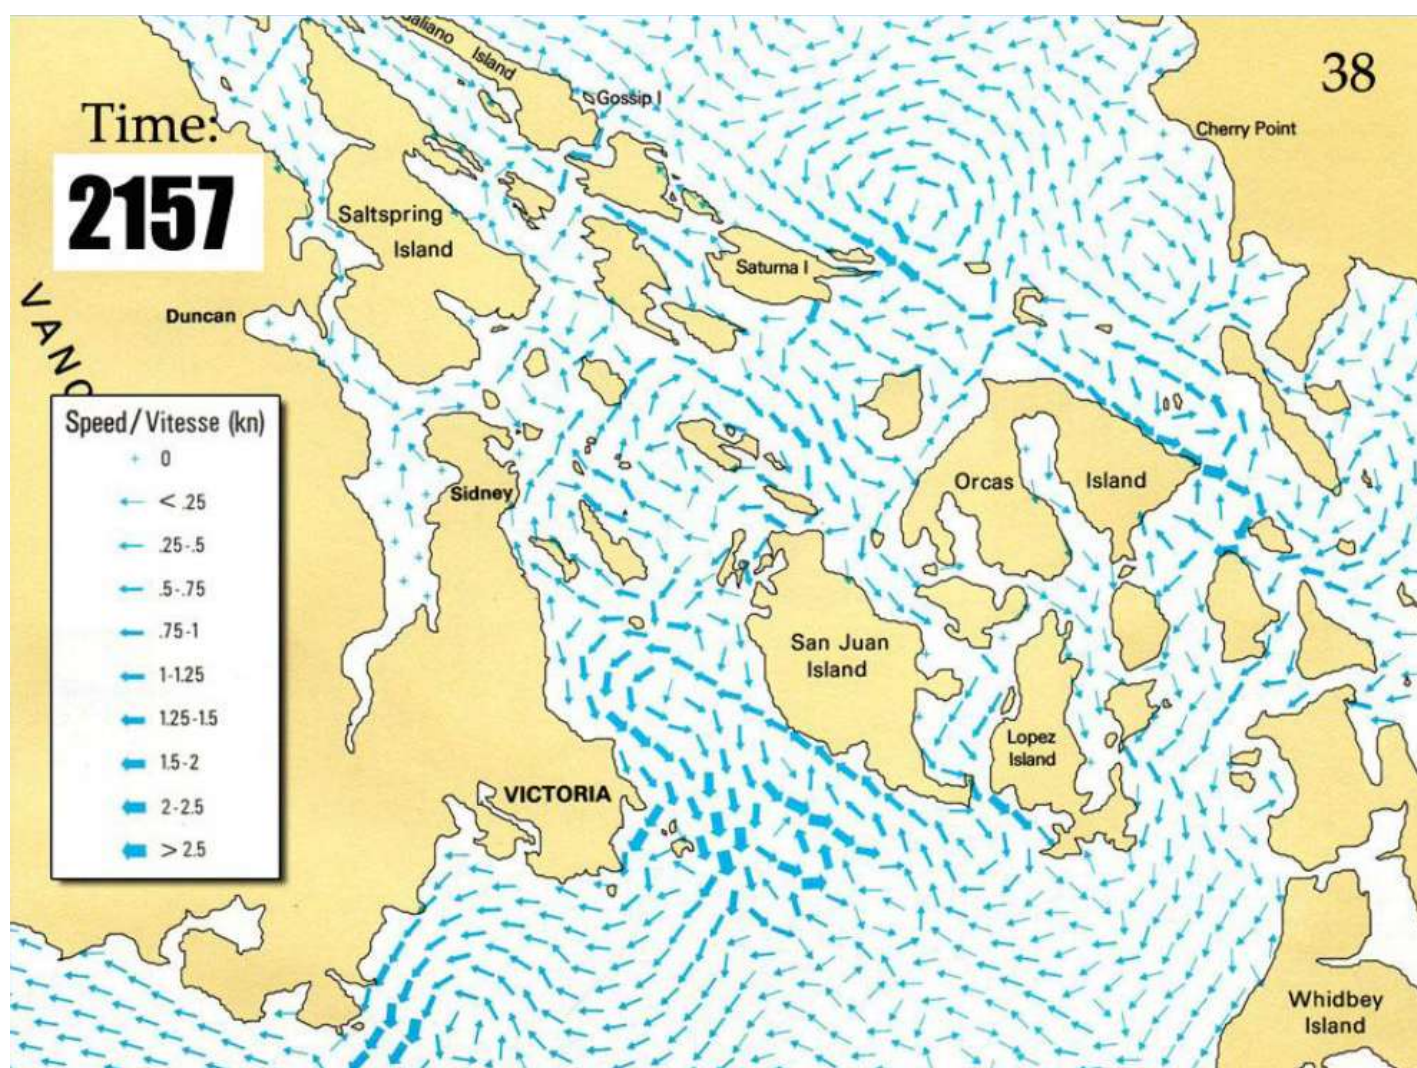 Galiano
Island
Gossip I
38
Cherry Point
Time:
2157
Saltspring
Island
Saturna I
VANC
Duncan
Speed/Vitesse (kn)
0
< .25
.25-.5
.5-.75
.75-1
1-1.25
1.25-1.5
1.5-2
2-2.5
> 2.5
Sidney
Orcas Island
San Juan
Island
Lopez
Island
VICTORIA
Whidbey
Island